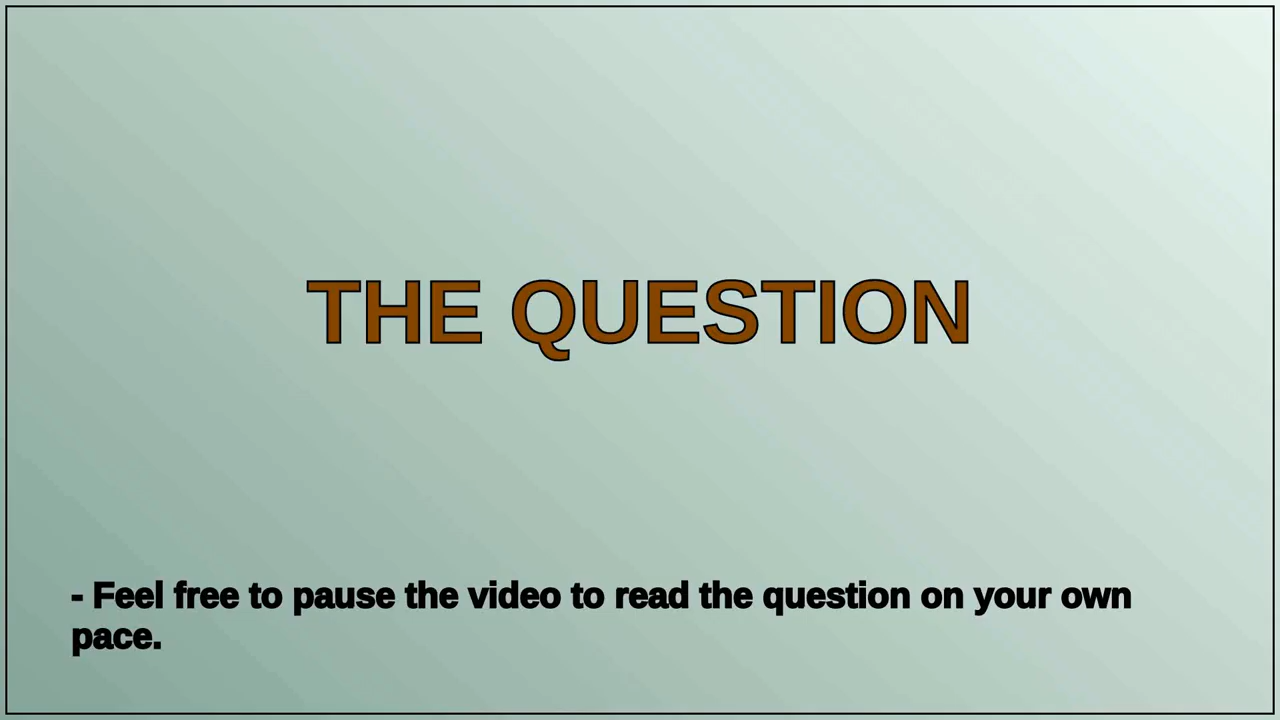 THE QUESTION
- Feel free to pause the video to read the question on your own
pace.